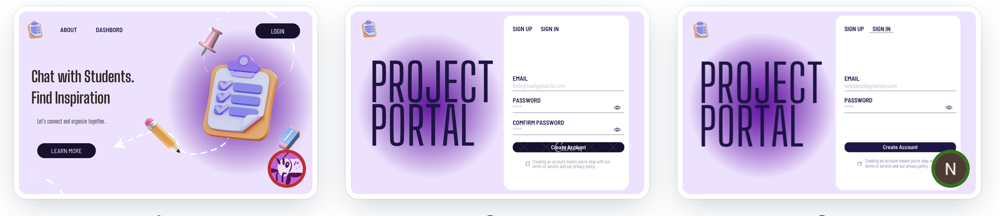 ABOUT DASHBORD LOGIN
Chat with Students.
Find Inspiration
Let's connect and organize together.
LEARN MORE
ERASER
PROJECT
PORTAL
SIGN UP SIGN IN
EMAIL
hello@reallygreatsite.com
PASSWORD
****
COMFIRM PASSWORD
****
Create Account
Canva
Creating an account means you're okay with our
terms of service and our privacy policy
PROJECT
PORTAL
SIGN UP SIGN IN
EMAIL
hello@reallygreatsite.com
PASSWORD
****
Create Account
Creating an account means you're okay
terms of service and our privacy policy
N